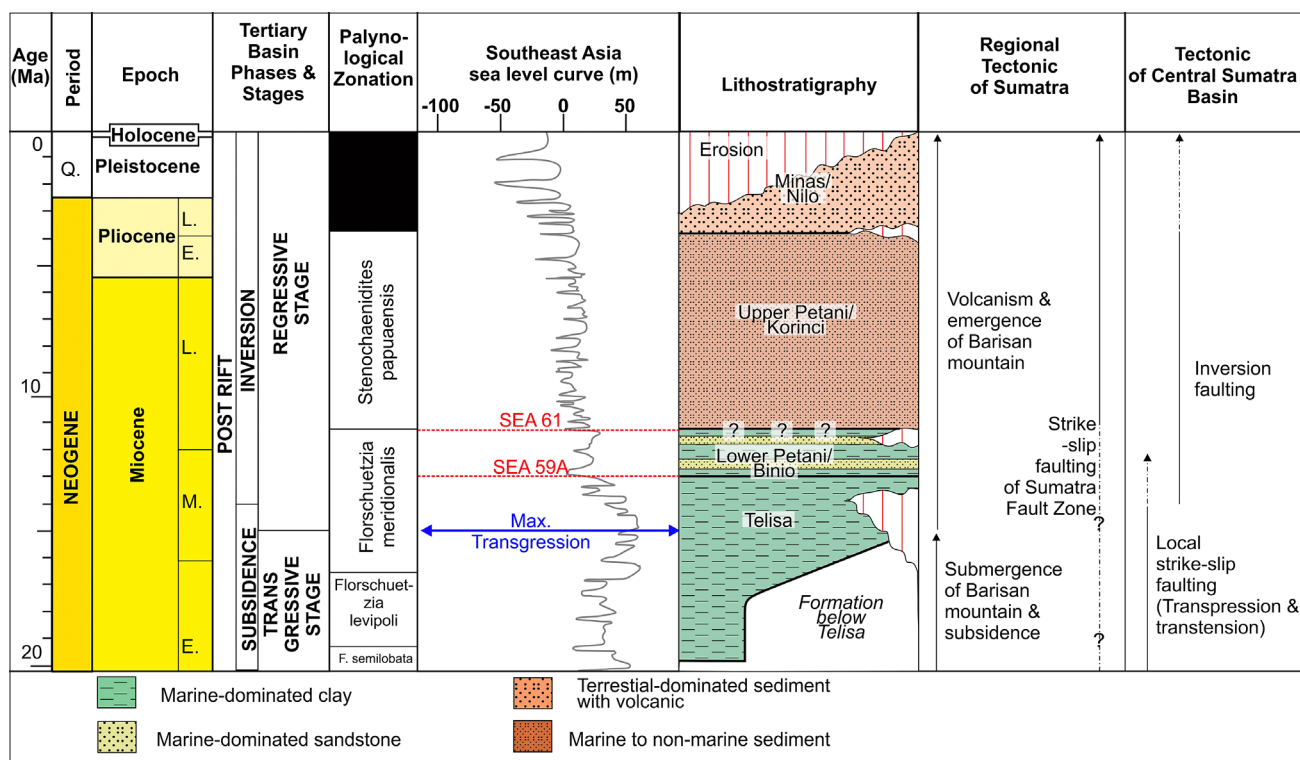 Age
(Ma)
Period
Epoch
Tertiary
Basin
Phases &
Stages
Palyno-
logical
Zonation
Southeast Asia
sea level curve (m)
-100
-50
0
50
Lithostratigraphy
Regional
Tectonic
of Sumatra
Tectonic
of Central Sumatra
Basin
0
10
20
Q.
NEOGENE
Holocene
Pleistocene
Pliocene
L.
E.
Miocene
L.
M.
E.
POST RIFT
INVERSION
SUBSIDENCE
REGRESSIVE
STAGE
TRANS
GRESSIVE
STAGE
Stenochaenidites
papuaensis
Florschuetzia
meridionalis
Florschuet-
zia
levipoli
F. semilobata
SEA 61
SEA 59A
Max.
Transgression
Erosion
Minas/
Nilo
Upper Petani/
Korinci
? ? ?
Lower Petani/
Binio
Telisa
Formation
below
Telisa
Volcanism &
emergence
of Barisan
mountain
Submergence
of Barisan
mountain &
subsidence
Strike
-slip
faulting
of Sumatra
Fault Zone
?
?
Inversion
faulting
Local
strike-slip
faulting
(Transpression &
transtension)
Marine-dominated clay
Marine-dominated sandstone
Terrestial-dominated sediment
with volcanic
Marine to non-marine sediment